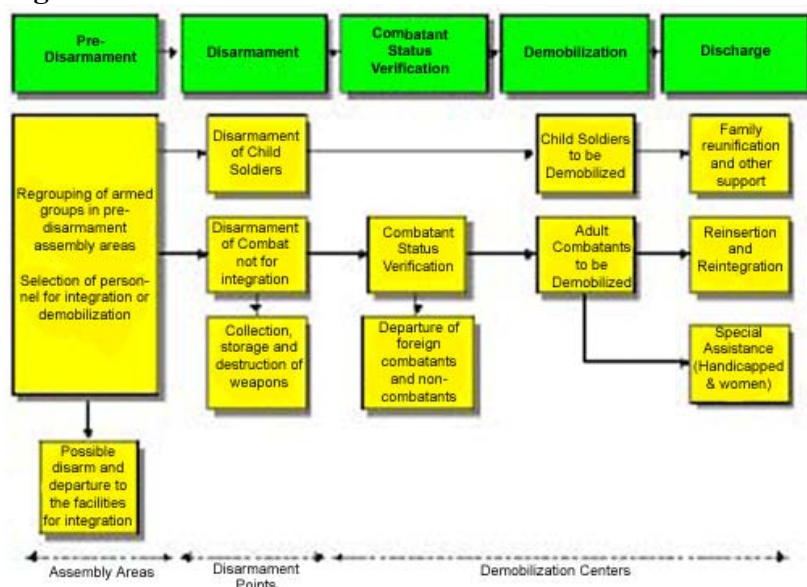 Pre-
Disarmament
Disarmament
Combatant
Status
Verification
Demobilization
Discharge
Regrouping of armed
groups in pre-
disarmament
assembly areas
Selection of person-
nel for integration or
demobilization
Disarmament
of Child
Soldiers
Child Soldiers
to be
Demobilized
Family
reunification
and other
support
Disarmament
of Combat
not for
integration
Combatant
Status
Verification
Adult
Combatants
to be
Demobilized
Reinsertion
and
Reintegration
Collection,
storage and
destruction of
weapons
Departure of
foreign
combatants
and non-
combatants
Special
Assistance
(Handicapped
& women)
Possible
disarm and
departure to
the facilities
for integration
Assembly Areas
Disarmament
Points
Demobilization Centers